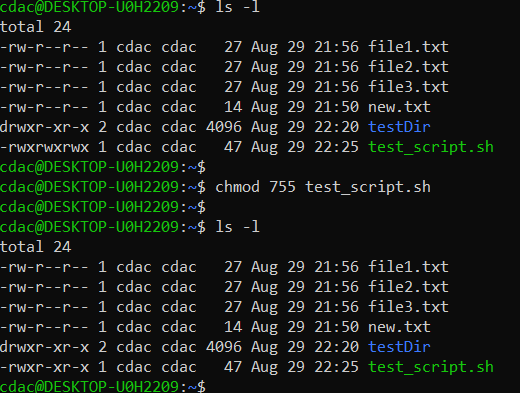 cdac@DESKTOP-U0H2209:~$ ls -l
total 24
-rw-r--r-- 1 cdac cdac   27 Aug 29 21:56 file1.txt
-rw-r--r-- 1 cdac cdac   27 Aug 29 21:56 file2.txt
-rw-r--r-- 1 cdac cdac   27 Aug 29 21:56 file3.txt
-rw-r--r-- 1 cdac cdac   14 Aug 29 21:50 new.txt
drwxr-xr-x 2 cdac cdac 4096 Aug 29 22:20 testDir
-rwxrwxrwx 1 cdac cdac   47 Aug 29 22:25 test_script.sh
cdac@DESKTOP-U0H2209:~$
cdac@DESKTOP-U0H2209:~$ chmod 755 test_script.sh
cdac@DESKTOP-U0H2209:~$
cdac@DESKTOP-U0H2209:~$ ls -l
total 24
-rw-r--r-- 1 cdac cdac   27 Aug 29 21:56 file1.txt
-rw-r--r-- 1 cdac cdac   27 Aug 29 21:56 file2.txt
-rw-r--r-- 1 cdac cdac   27 Aug 29 21:56 file3.txt
-rw-r--r-- 1 cdac cdac   14 Aug 29 21:50 new.txt
drwxr-xr-x 2 cdac cdac 4096 Aug 29 22:20 testDir
-rwxr-xr-x 1 cdac cdac   47 Aug 29 22:25 test_script.sh
cdac@DESKTOP-U0H2209:~$